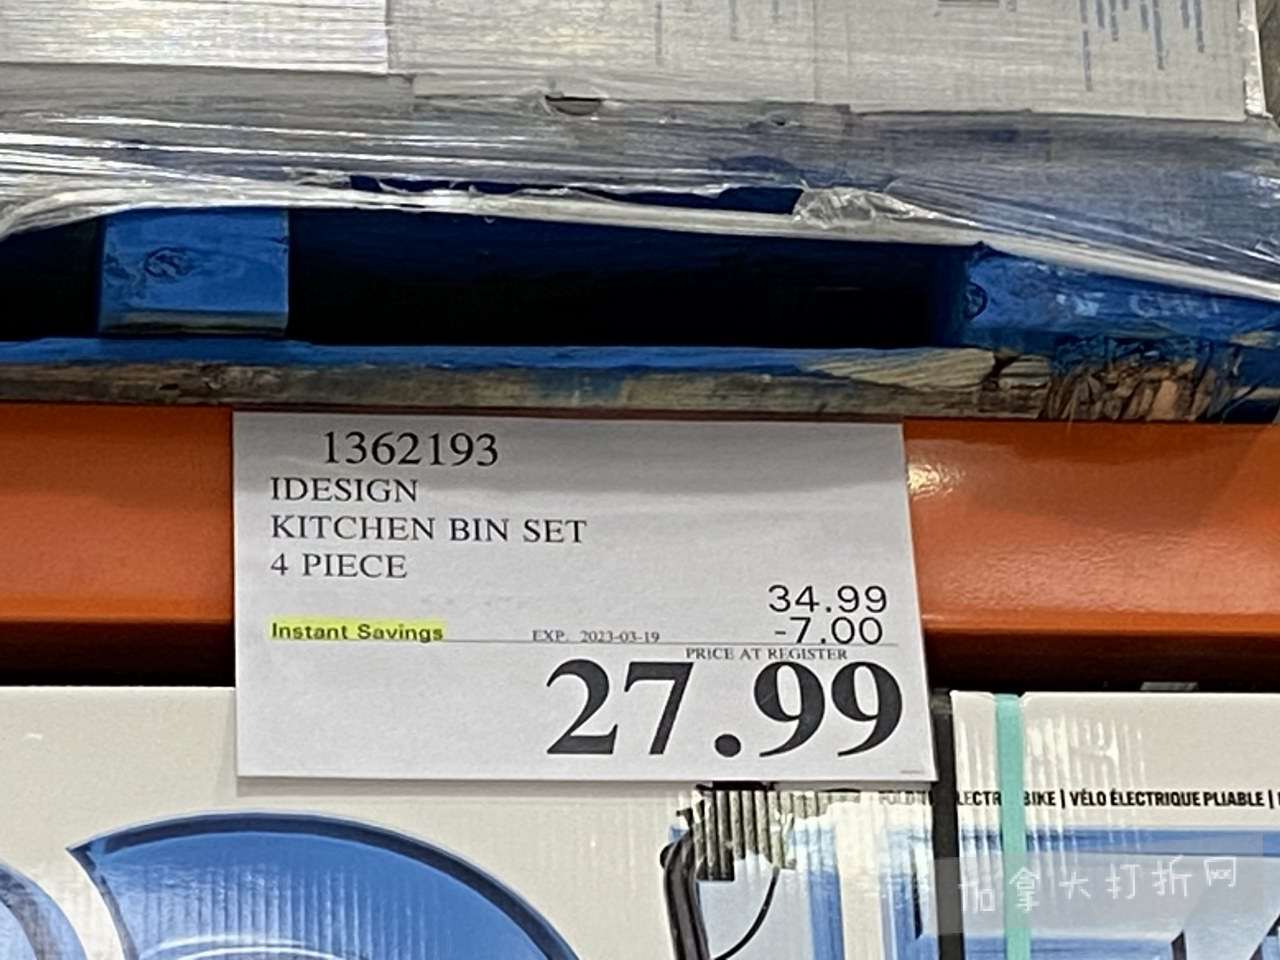 1362193
IDESIGN
KITCHEN BIN SET
4 PIECE
34.99
Instant Savings EXP. 2023-03-19 -7.00
PRICE AT REGISTER
27.99
BIKE | VÉLO ÉLECTRIQUE PLIABLE |
加拿大打折网